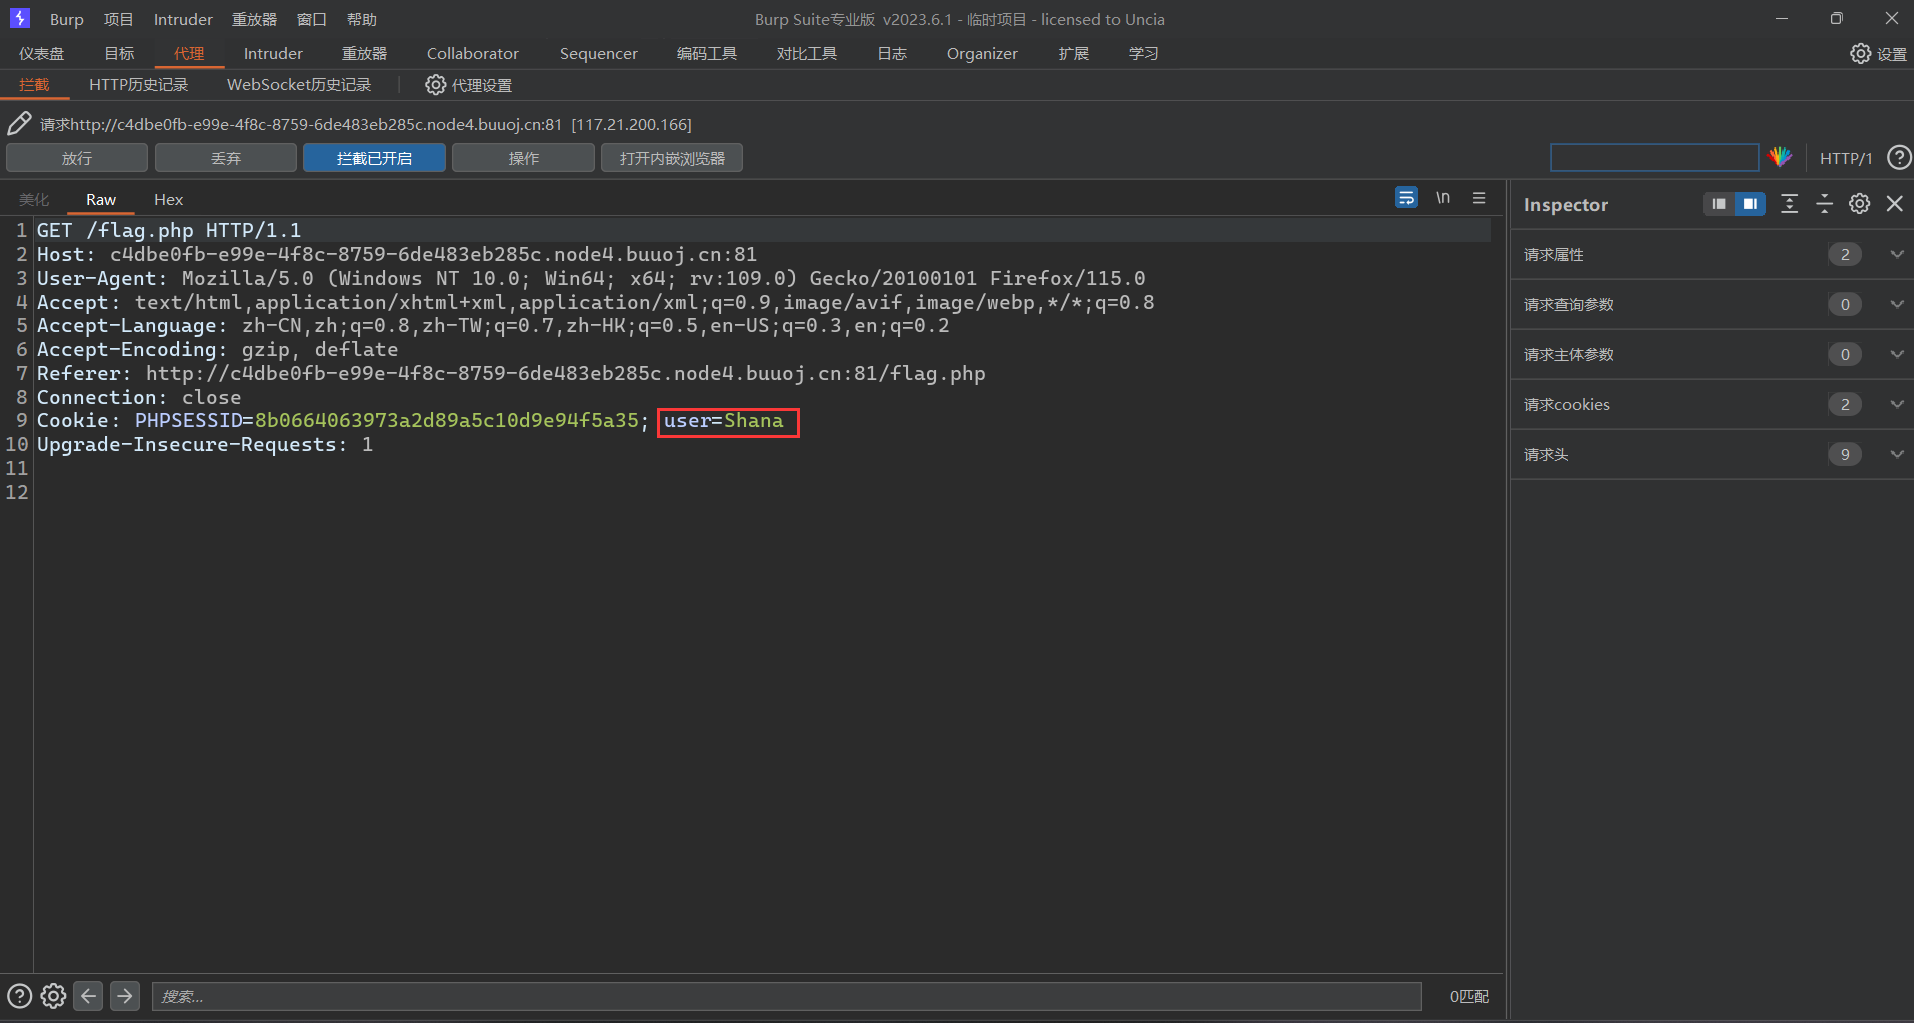 Burp 项目 Intruder 重放器 窗口 帮助 Burp Suite专业版 v2023.6.1 - 临时项目 - licensed to Uncia
仪表盘 目标 代理 Intruder 重放器 Collaborator Sequencer 编码工具 对比工具 日志 Organizer 扩展 学习 设置
拦截 HTTP历史记录 WebSocket历史记录 代理设置
请求http://c4dbe0fb-e99e-4f8c-8759-6de483eb285c.node4.buuoj.cn:81 [117.21.200.166]
放行 丢弃 拦截已开启 操作 打开内嵌浏览器 HTTP/1 ?
美化 Raw Hex \n
1 GET /flag.php HTTP/1.1
2 Host: c4dbe0fb-e99e-4f8c-8759-6de483eb285c.node4.buuoj.cn:81
3 User-Agent: Mozilla/5.0 (Windows NT 10.0; Win64; x64; rv:109.0) Gecko/20100101 Firefox/115.0
4 Accept: text/html,application/xhtml+xml,application/xml;q=0.9,image/avif,image/webp,*/*;q=0.8
5 Accept-Language: zh-CN,zh;q=0.8,zh-TW;q=0.7,zh-HK;q=0.5,en-US;q=0.3,en;q=0.2
6 Accept-Encoding: gzip, deflate
7 Referer: http://c4dbe0fb-e99e-4f8c-8759-6de483eb285c.node4.buuoj.cn:81/flag.php
8 Connection: close
9 Cookie: PHPSESSID=8b0664063973a2d89a5c10d9e94f5a35; user=Shana
10 Upgrade-Insecure-Requests: 1
11
12
Inspector
请求属性 2
请求查询参数 0
请求主体参数 0
请求cookies 2
请求头 9
? 搜索... 0匹配